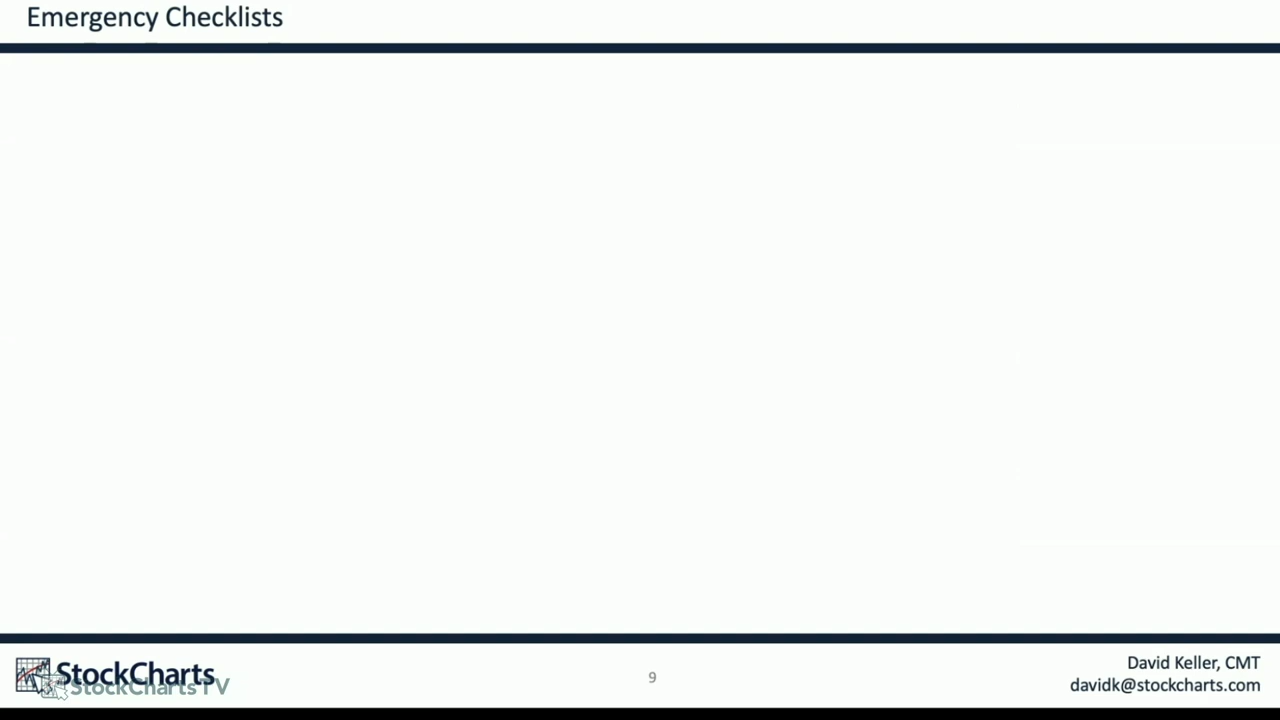 Emergency Checklists
StockCharts
StockCharts TV
9
David Keller, CMT
davidk@stockcharts.com